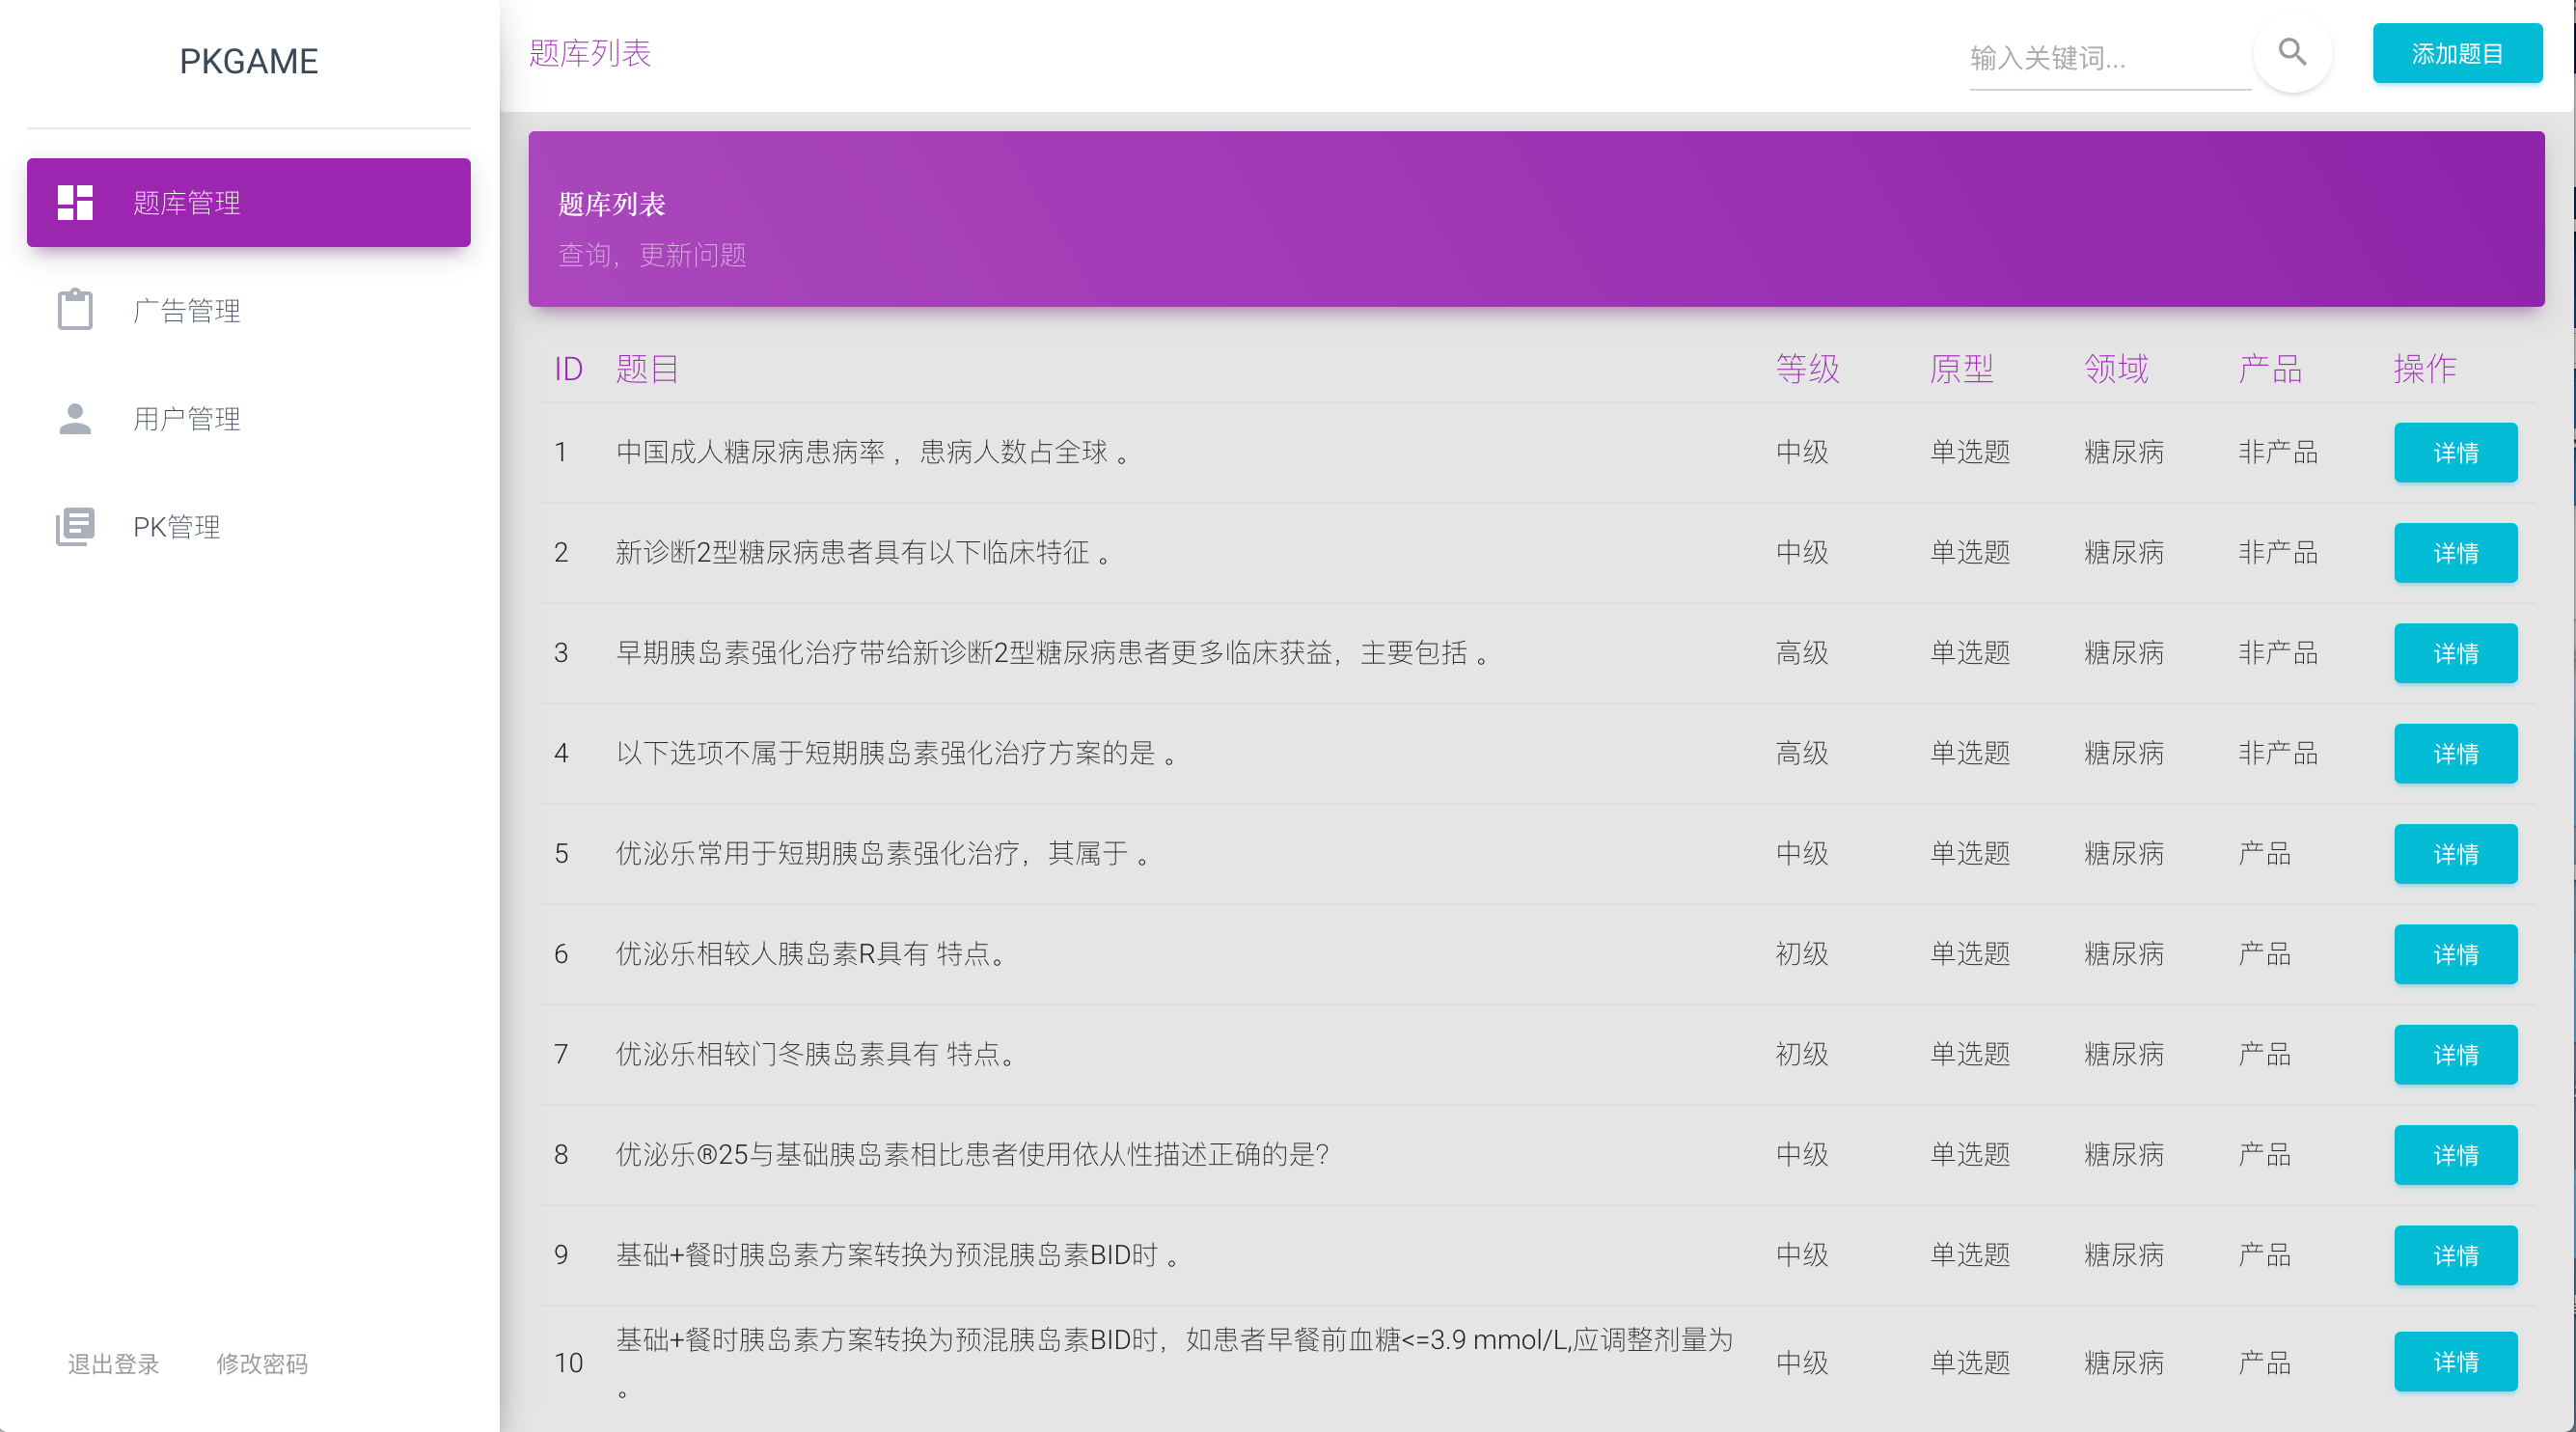 PKGAME
题库管理
广告管理
用户管理
PK管理
退出登录 修改密码
题库列表 输入关键词... 添加题目
题库列表
查询，更新问题
ID 题目 等级 原型 领域 产品 操作
1 中国成人糖尿病患病率 ，患病人数占全球 。 中级 单选题 糖尿病 非产品 详情
2 新诊断2型糖尿病患者具有以下临床特征 。 中级 单选题 糖尿病 非产品 详情
3 早期胰岛素强化治疗带给新诊断2型糖尿病患者更多临床获益，主要包括 。 高级 单选题 糖尿病 非产品 详情
4 以下选项不属于短期胰岛素强化治疗方案的是 。 高级 单选题 糖尿病 非产品 详情
5 优泌乐常用于短期胰岛素强化治疗，其属于 。 中级 单选题 糖尿病 产品 详情
6 优泌乐相较人胰岛素R具有 特点。 初级 单选题 糖尿病 产品 详情
7 优泌乐相较门冬胰岛素具有 特点。 初级 单选题 糖尿病 产品 详情
8 优泌乐®25与基础胰岛素相比患者使用依从性描述正确的是? 中级 单选题 糖尿病 产品 详情
9 基础+餐时胰岛素方案转换为预混胰岛素BID时 。 中级 单选题 糖尿病 产品 详情
10 基础+餐时胰岛素方案转换为预混胰岛素BID时，如患者早餐前血糖<=3.9 mmol/L,应调整剂量为 中级 单选题 糖尿病 产品 详情
。